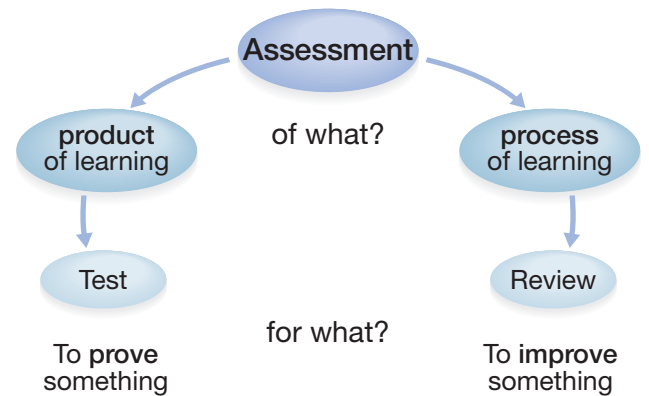 Assessment
product
of learning
of what?
process
of learning
Test
Review
for what?
To prove
something
To improve
something